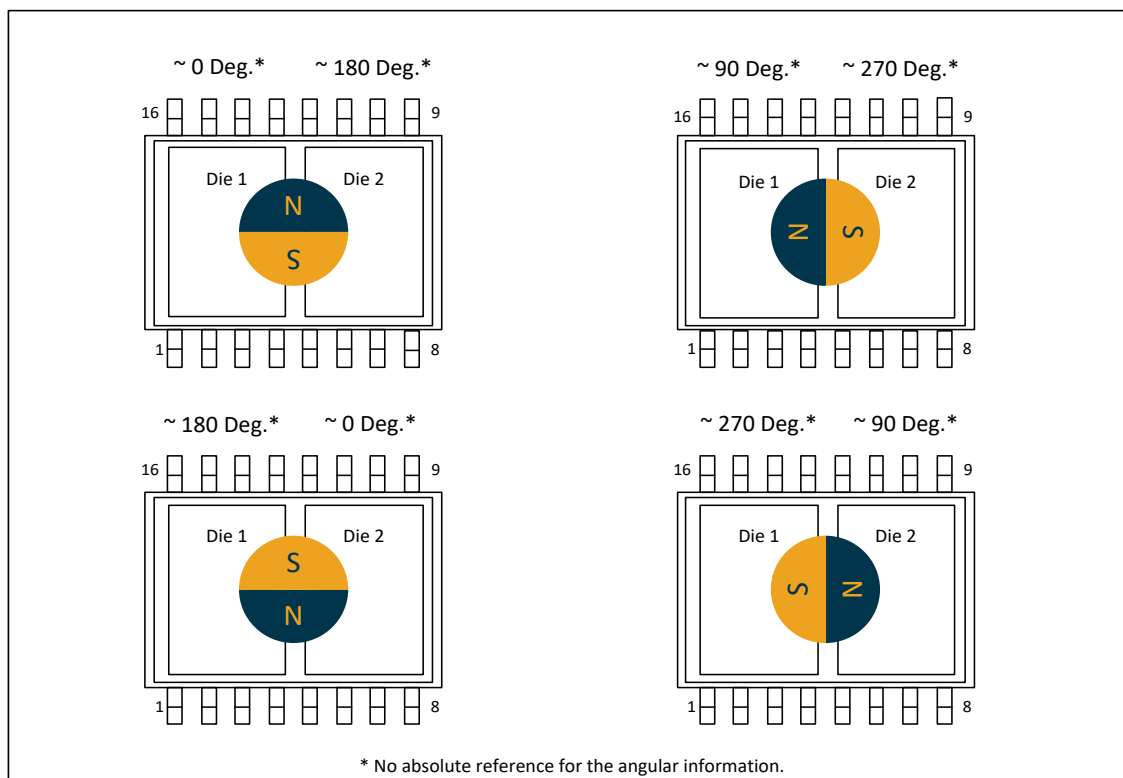 ~ 0 Deg.* ~ 180 Deg.* ~ 90 Deg.* ~ 270 Deg.*
16 9 16 9
Die 1 Die 2 Die 1 Die 2
N
N S
S
1 8 1 8
~ 180 Deg.* ~ 0 Deg.* ~ 270 Deg.* ~ 90 Deg.*
16 9 16 9
Die 1 Die 2 Die 1 Die 2
S
S N
N
1 8 1 8
* No absolute reference for the angular information.